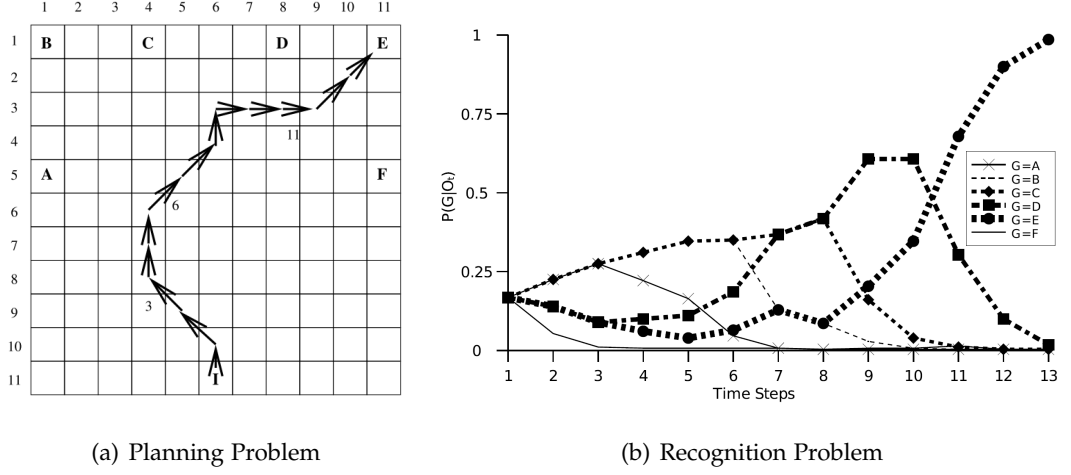 1 2 3 4 5 6 7 8 9 10 11
1 B C D E
2
3
11
4
5 A F
6 6
7
8
3
9
10
11 I
1
0.75
0.5
0.25
0
P(G|Oₜ)
G=A
G=B
G=C
G=D
G=E
G=F
1 2 3 4 5 6 7 8 9 10 11 12 13
Time Steps
(a) Planning Problem
(b) Recognition Problem